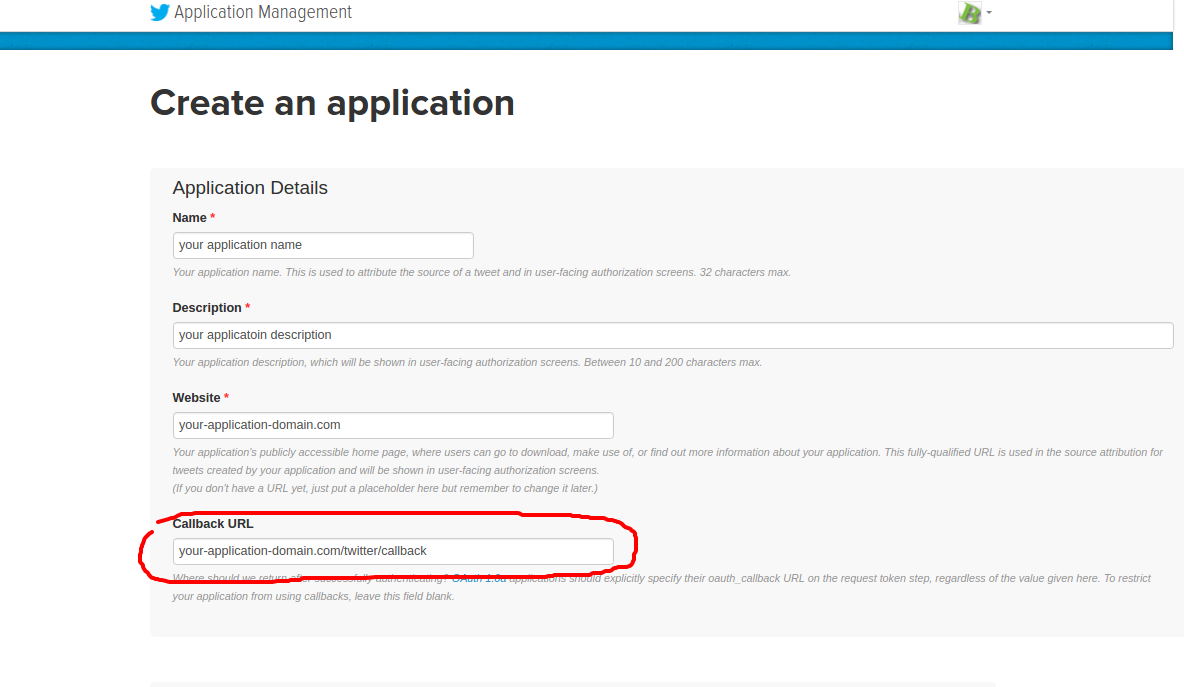 Application Management
Create an application
Application Details
Name *
your application name
Your application name. This is used to attribute the source of a tweet and in user-facing authorization screens. 32 characters max.
Description *
your applicatoin description
Your application description, which will be shown in user-facing authorization screens. Between 10 and 200 characters max.
Website *
your-application-domain.com
Your application's publicly accessible home page, where users can go to download, make use of, or find out more information about your application. This fully-qualified URL is used in the source attribution for
tweets created by your application and will be shown in user-facing authorization screens.
(If you don't have a URL yet, just put a placeholder here but remember to change it later.)
Callback URL
your-application-domain.com/twitter/callback
Where should we return after successfully authenticating? OAuth 1.0a applications should explicitly specify their oauth_callback URL on the request token step, regardless of the value given here. To restrict
your application from using callbacks, leave this field blank.